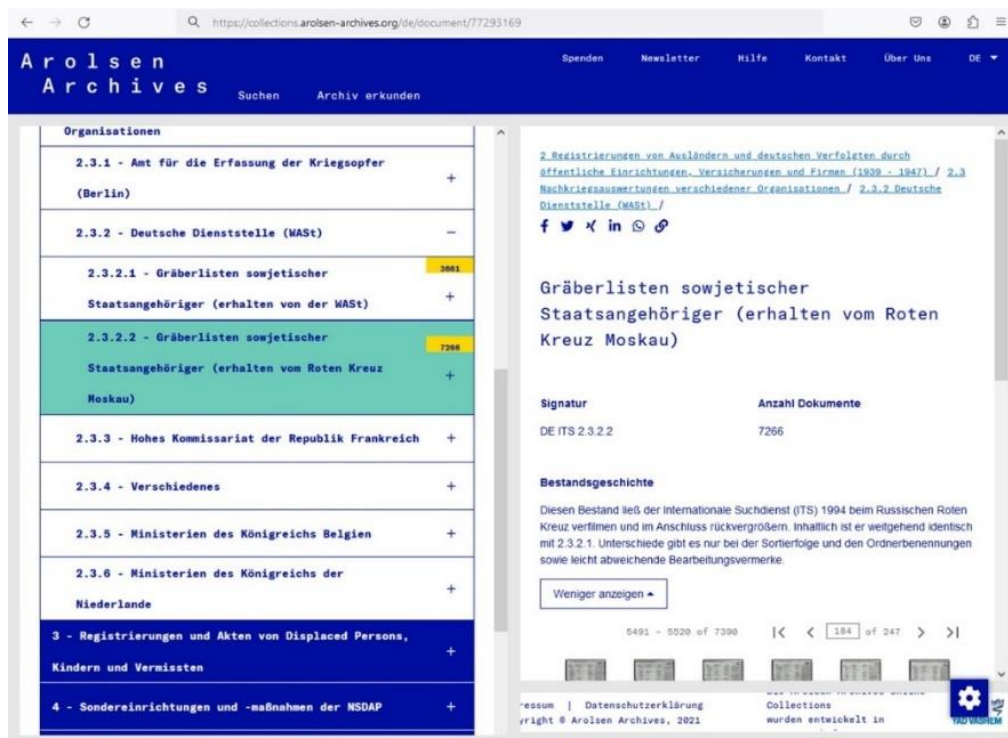 https://collections.arolsen-archives.org/de/document/77293169
Arolsen
Archives
Suchen Archiv erkunden
Spenden Newsletter Hilfe Kontakt Über Uns DE
Organisationen
2.3.1 - Amt für die Erfassung der Kriegsopfer
(Berlin)
2.3.2 - Deutsche Dienststelle (WASt)
3661
2.3.2.1 - Gräberlisten sowjetischer
Staatsangehöriger (erhalten von der WASt)
2.3.2.2 - Gräberlisten sowjetischer
7266
Staatsangehöriger (erhalten vom Roten Kreuz
Moskau)
2.3.3 - Hohes Kommissariat der Republik Frankreich
2.3.4 - Verschiedenes
2.3.5 - Ministerien des Königreichs Belgien
2.3.6 - Ministerien des Königreichs der
Niederlande
3 - Registrierungen und Akten von Displaced Persons,
Kindern und Vermissten
4 - Sondereinrichtungen und -maßnahmen der NSDAP
2 Registrierungen von Ausländern und deutschen Verfolgten durch
öffentliche Einrichtungen, Versicherungen und Firmen (1939 - 1947) / 2.3
Nachkriegsauswertungen verschiedener Organisationen / 2.3.2 Deutsche
Dienststelle (WASt) /
Gräberlisten sowjetischer
Staatsangehöriger (erhalten vom Roten
Kreuz Moskau)
Signatur Anzahl Dokumente
DE ITS 2.3.2.2 7266
Bestandsgeschichte
Diesen Bestand ließ der Internationale Suchdienst (ITS) 1994 beim Russischen Roten
Kreuz verfilmen und im Anschluss rückvergrößern. Inhaltlich ist er weitgehend identisch
mit 2.3.2.1. Unterschiede gibt es nur bei der Sortierfolge und den Ordnerbenennungen
sowie leicht abweichende Bearbeitungsvermerke.
Weniger anzeigen
5491 - 5520 of 7390 184 of 247
ressum | Datenschutzerklärung
yright © Arolsen Archives, 2021
Collections
wurden entwickelt in
YAD VASHEM